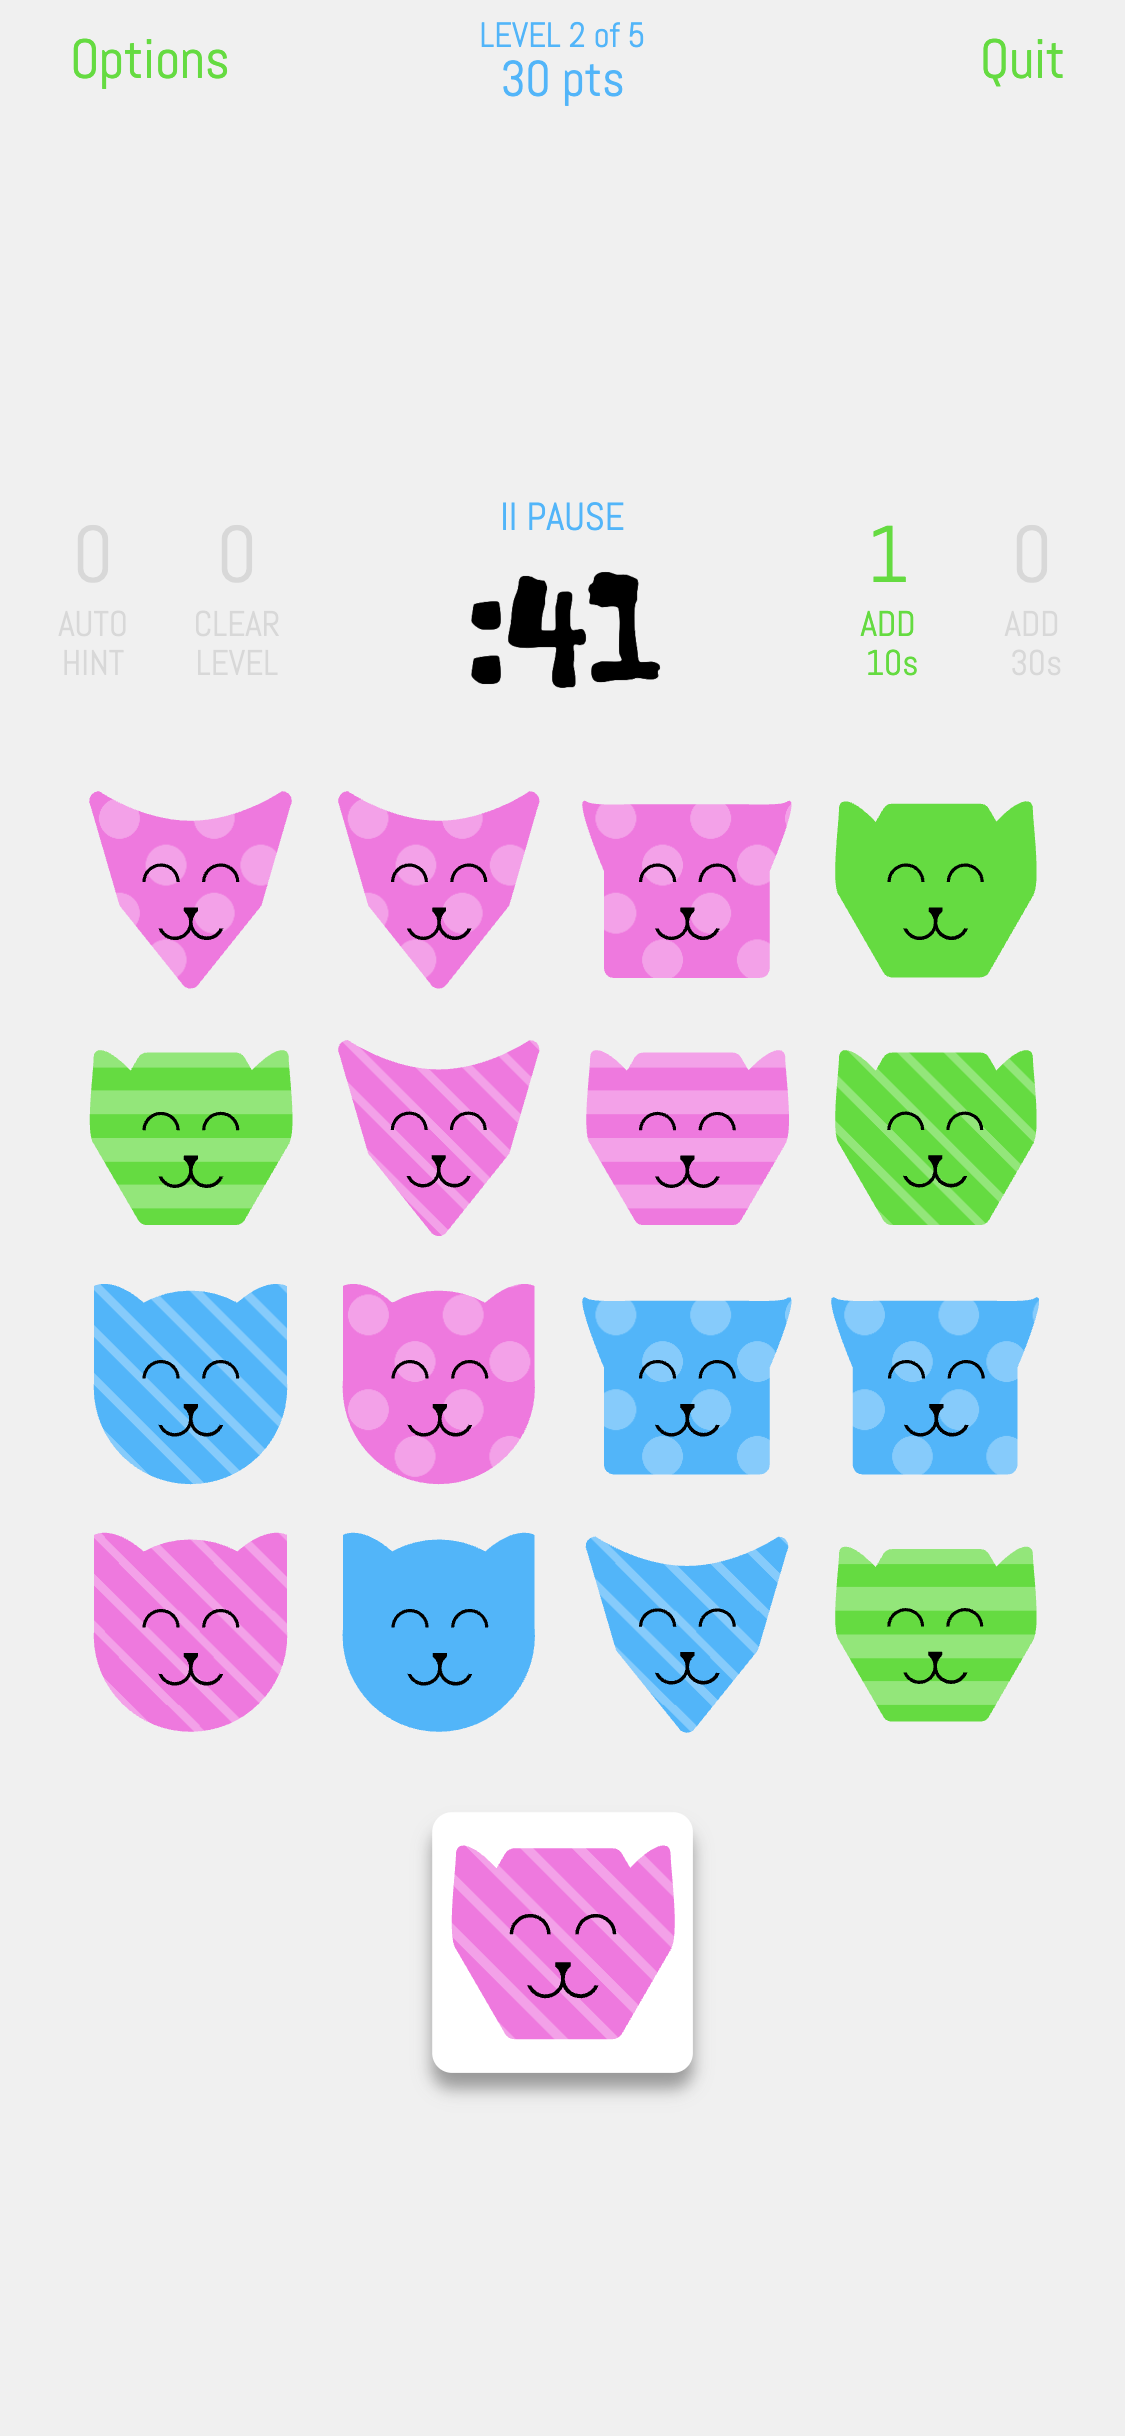 Options
LEVEL 2 of 5
30 pts
Quit
II PAUSE
:41
0
AUTO
HINT
0
CLEAR
LEVEL
1
ADD
10s
0
ADD
30s